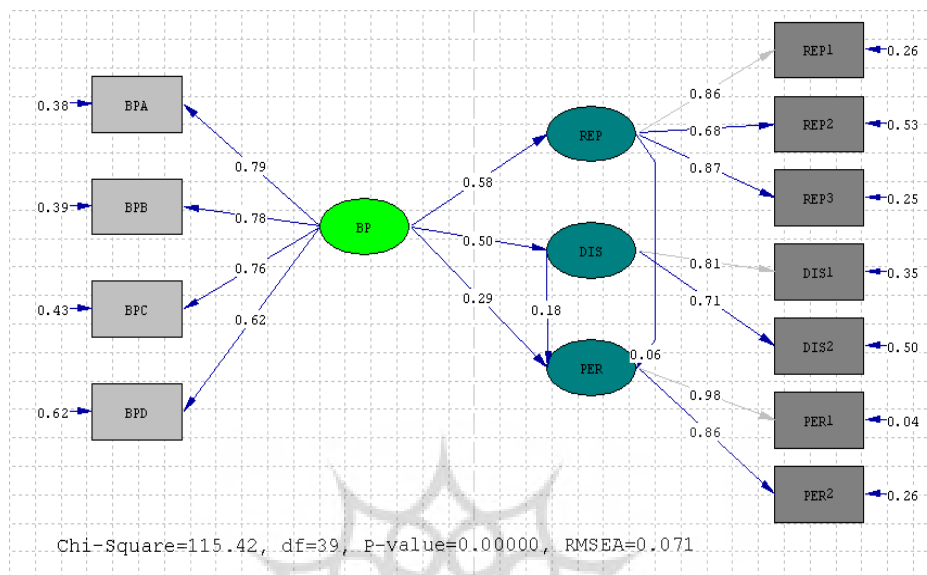 REP1
0.26
0.38
BPA
0.86
REP2
0.53
REP
0.68
0.79
0.87
0.58
REP3
0.25
0.39
BPB
0.78
BP
0.50
DIS
0.81
DIS1
0.35
0.76
0.71
0.29
0.18
0.43
BPC
0.62
DIS2
0.50
0.06
PER
0.98
PER1
0.04
0.62
BPD
0.86
PER2
0.26
Chi-Square=115.42, df=39, P-value=0.00000, RMSEA=0.071